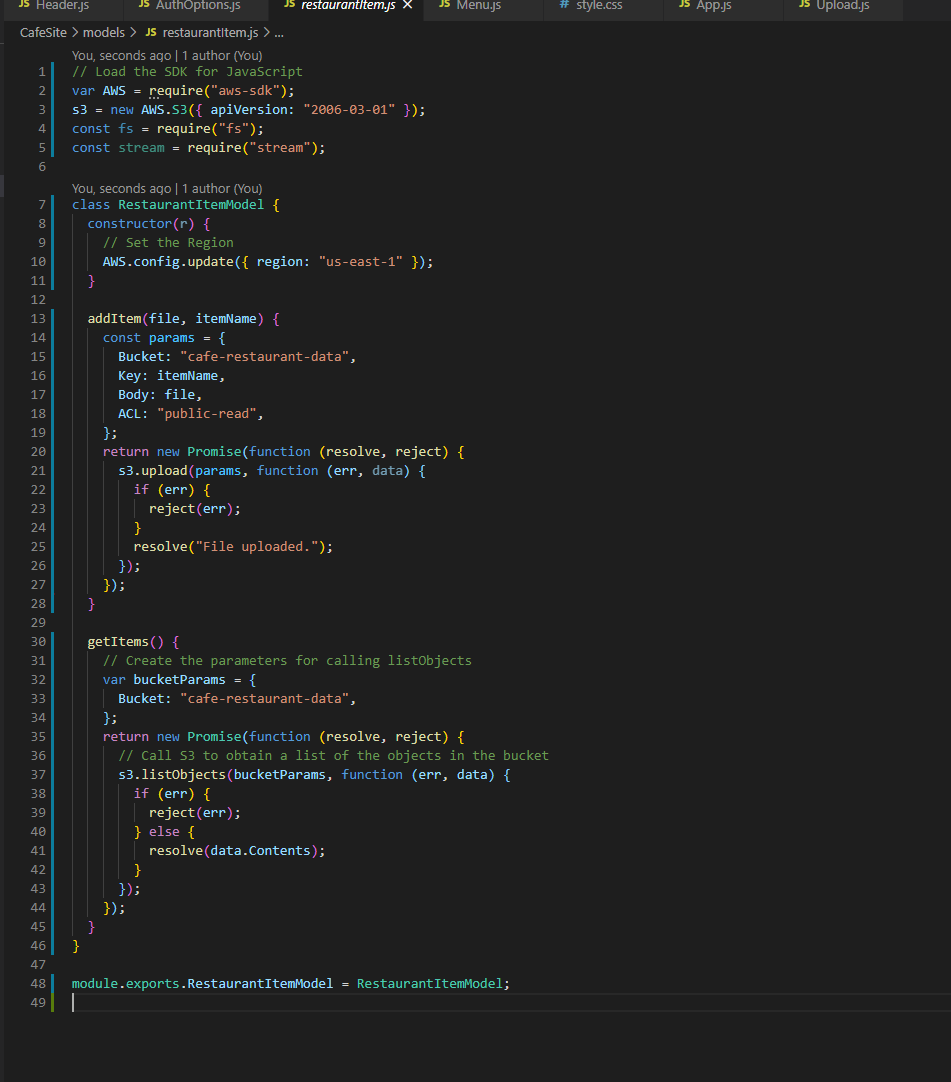 JS Header.js JS AuthOptions.js JS restaurantItem.js × JS Menu.js # style.css JS App.js JS Upload.js
CafeSite > models > JS restaurantItem.js > ...
You, seconds ago | 1 author (You)
1 // Load the SDK for JavaScript
2 var AWS = require("aws-sdk");
3 s3 = new AWS.S3({ apiVersion: "2006-03-01" });
4 const fs = require("fs");
5 const stream = require("stream");
6
You, seconds ago | 1 author (You)
7 class RestaurantItemModel {
8   constructor(r) {
9     // Set the Region
10     AWS.config.update({ region: "us-east-1" });
11   }
12
13   addItem(file, itemName) {
14     const params = {
15       Bucket: "cafe-restaurant-data",
16       Key: itemName,
17       Body: file,
18       ACL: "public-read",
19     };
20     return new Promise(function (resolve, reject) {
21       s3.upload(params, function (err, data) {
22         if (err) {
23           reject(err);
24         }
25         resolve("File uploaded.");
26       });
27     });
28   }
29
30   getItems() {
31     // Create the parameters for calling listObjects
32     var bucketParams = {
33       Bucket: "cafe-restaurant-data",
34     };
35     return new Promise(function (resolve, reject) {
36       // Call S3 to obtain a list of the objects in the bucket
37       s3.listObjects(bucketParams, function (err, data) {
38         if (err) {
39           reject(err);
40         } else {
41           resolve(data.Contents);
42         }
43       });
44     });
45   }
46 }
47
48 module.exports.RestaurantItemModel = RestaurantItemModel;
49